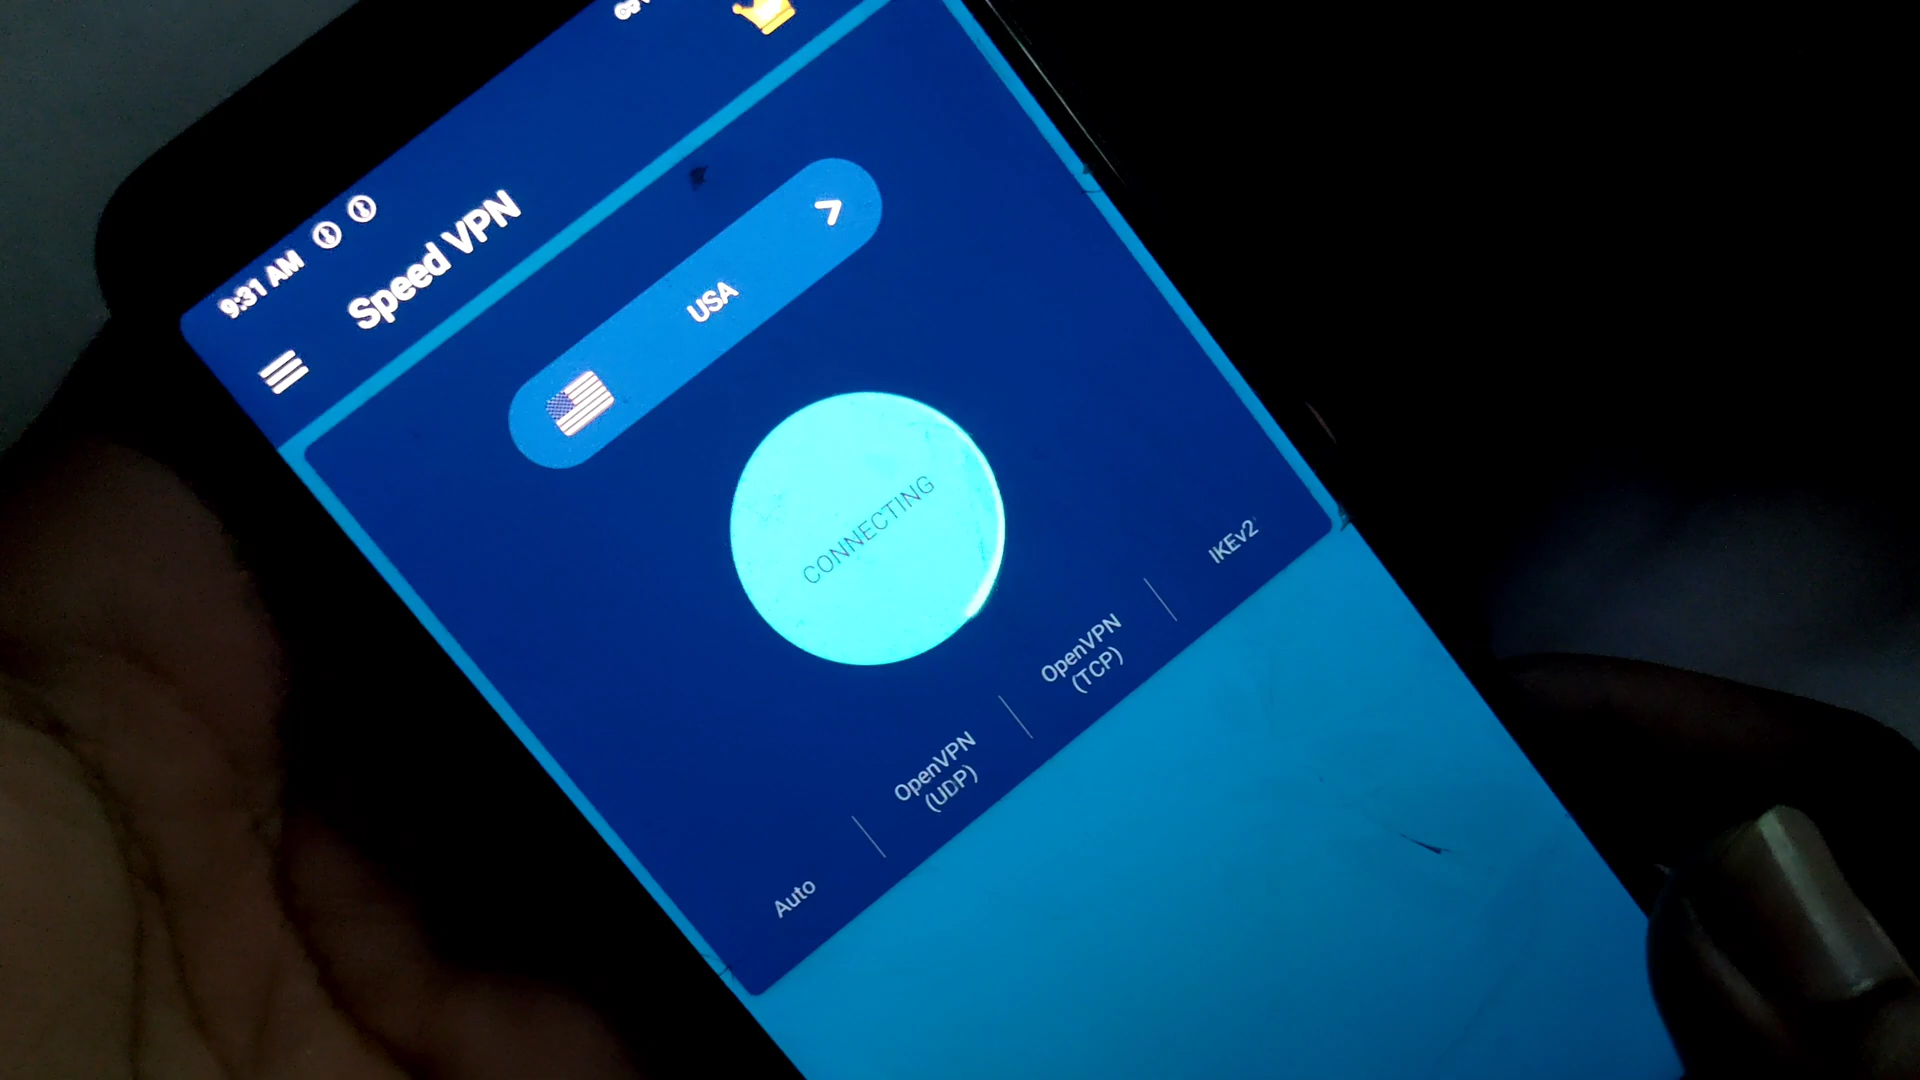 9:31 AM
Speed VPN
USA
CONNECTING
Auto
OpenVPN
(UDP)
OpenVPN
(TCP)
IKEv2